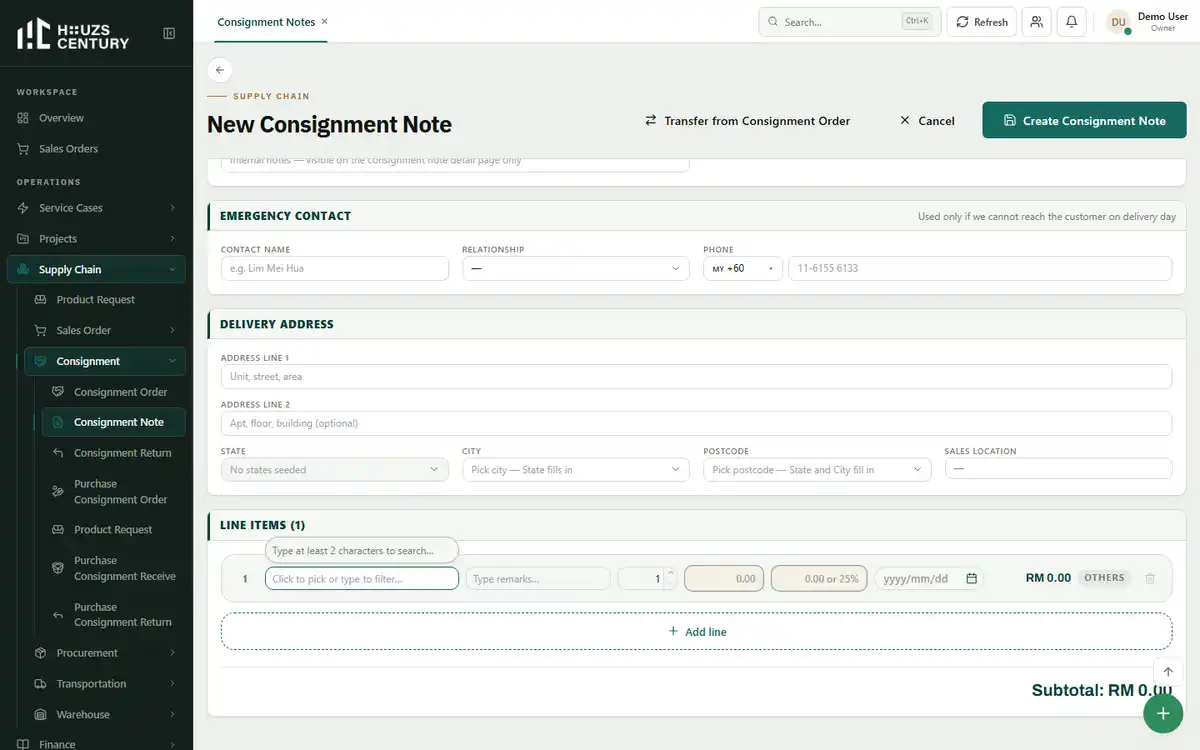 HOUZS
CENTURY
Consignment Notes
Search...
Ctrl+K
Refresh
DU
Demo User
Owner
WORKSPACE
Overview
Sales Orders
OPERATIONS
Service Cases
Projects
Supply Chain
Product Request
Sales Order
Consignment
Consignment Order
Consignment Note
Consignment Return
Purchase
Consignment Order
Product Request
Purchase
Consignment Receive
Purchase
Consignment Return
Procurement
Transportation
Warehouse
Finance
SUPPLY CHAIN
New Consignment Note
Transfer from Consignment Order
Cancel
Create Consignment Note
Internal notes — visible on the consignment note detail page only
EMERGENCY CONTACT
Used only if we cannot reach the customer on delivery day
CONTACT NAME
RELATIONSHIP
PHONE
e.g. Lim Mei Hua
—
MY +60
11-6155 6133
DELIVERY ADDRESS
ADDRESS LINE 1
Unit, street, area
ADDRESS LINE 2
Apt, floor, building (optional)
STATE
CITY
POSTCODE
SALES LOCATION
No states seeded
Pick city — State fills in
Pick postcode — State and City fill in
—
LINE ITEMS (1)
Type at least 2 characters to search...
1
Click to pick or type to filter...
Type remarks...
1
0.00
0.00 or 25%
yyyy/mm/dd
RM 0.00
OTHERS
+ Add line
Subtotal: RM 0.00